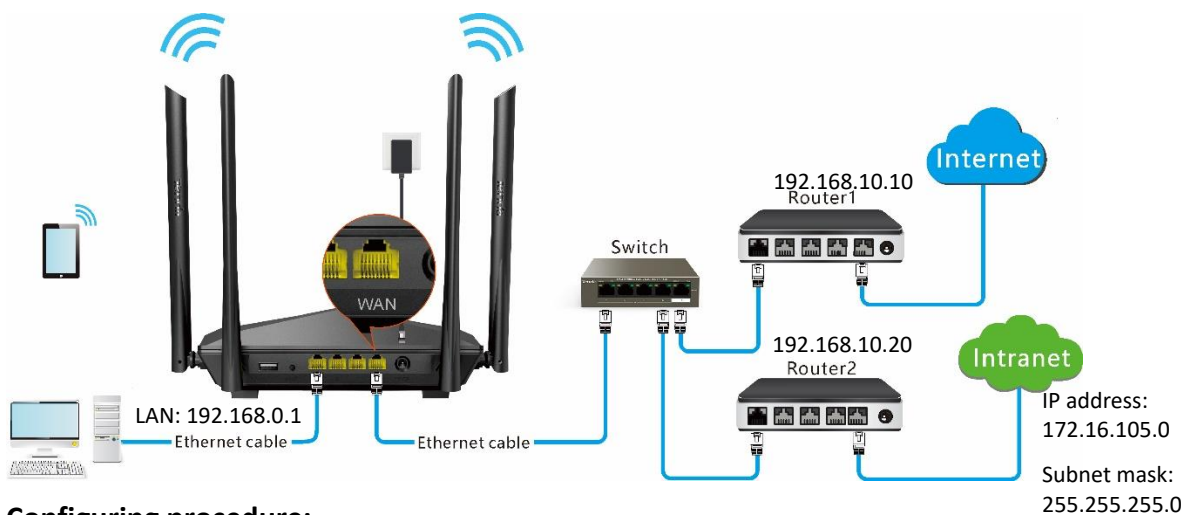 Internet
192.168.10.10
Router1
Switch
WAN
192.168.10.20
Router2
Intranet
IP address:
172.16.105.0
LAN: 192.168.0.1
Ethernet cable
Ethernet cable
Subnet mask:
255.255.255.0
Configuring procedure: